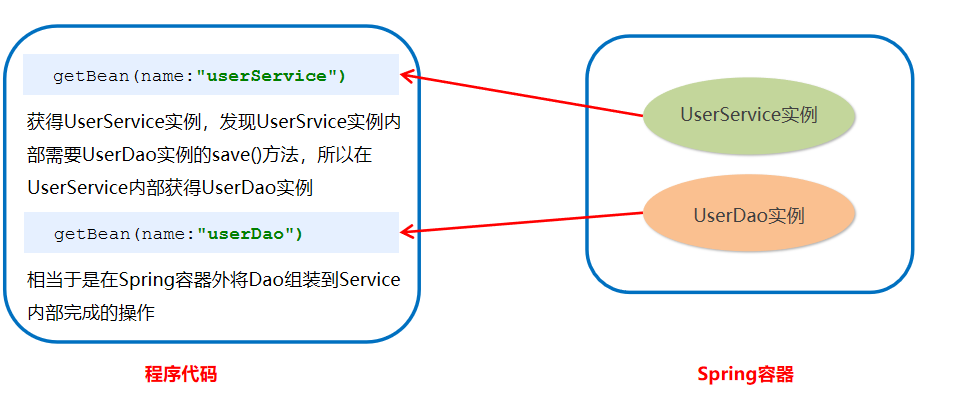 getBean(name:"userService")
获得UserService实例，发现UserSrvice实例内
部需要UserDao实例的save()方法，所以在
UserService内部获得UserDao实例
getBean(name:"userDao")
相当于是在Spring容器外将Dao组装到Service
内部完成的操作
程序代码
UserService实例
UserDao实例
Spring容器